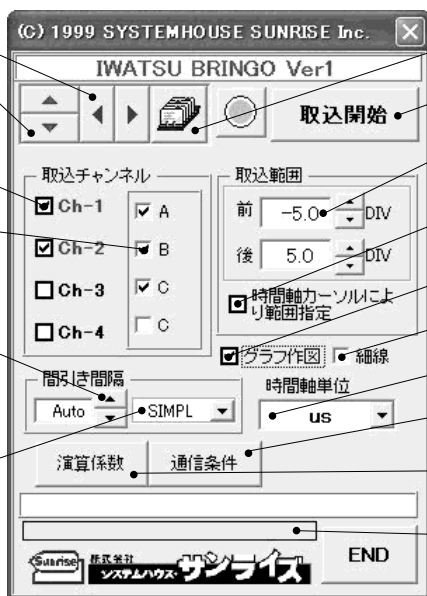 (C) 1999 SYSTEMHOUSE SUNRISE Inc.
IWATSU BRINGO Ver1
取込開始
取込チャンネル
Ch-1
Ch-2
Ch-3
Ch-4
A
B
C
C
取込範囲
前 -5.0 DIV
後 5.0 DIV
時間軸カーソルによ
り範囲指定
グラフ作図 細線
間引き間隔
Auto SIMPL
時間軸単位
us
演算係数 通信条件
Sunrise
株式会社
システムハウス・サンライズ
END